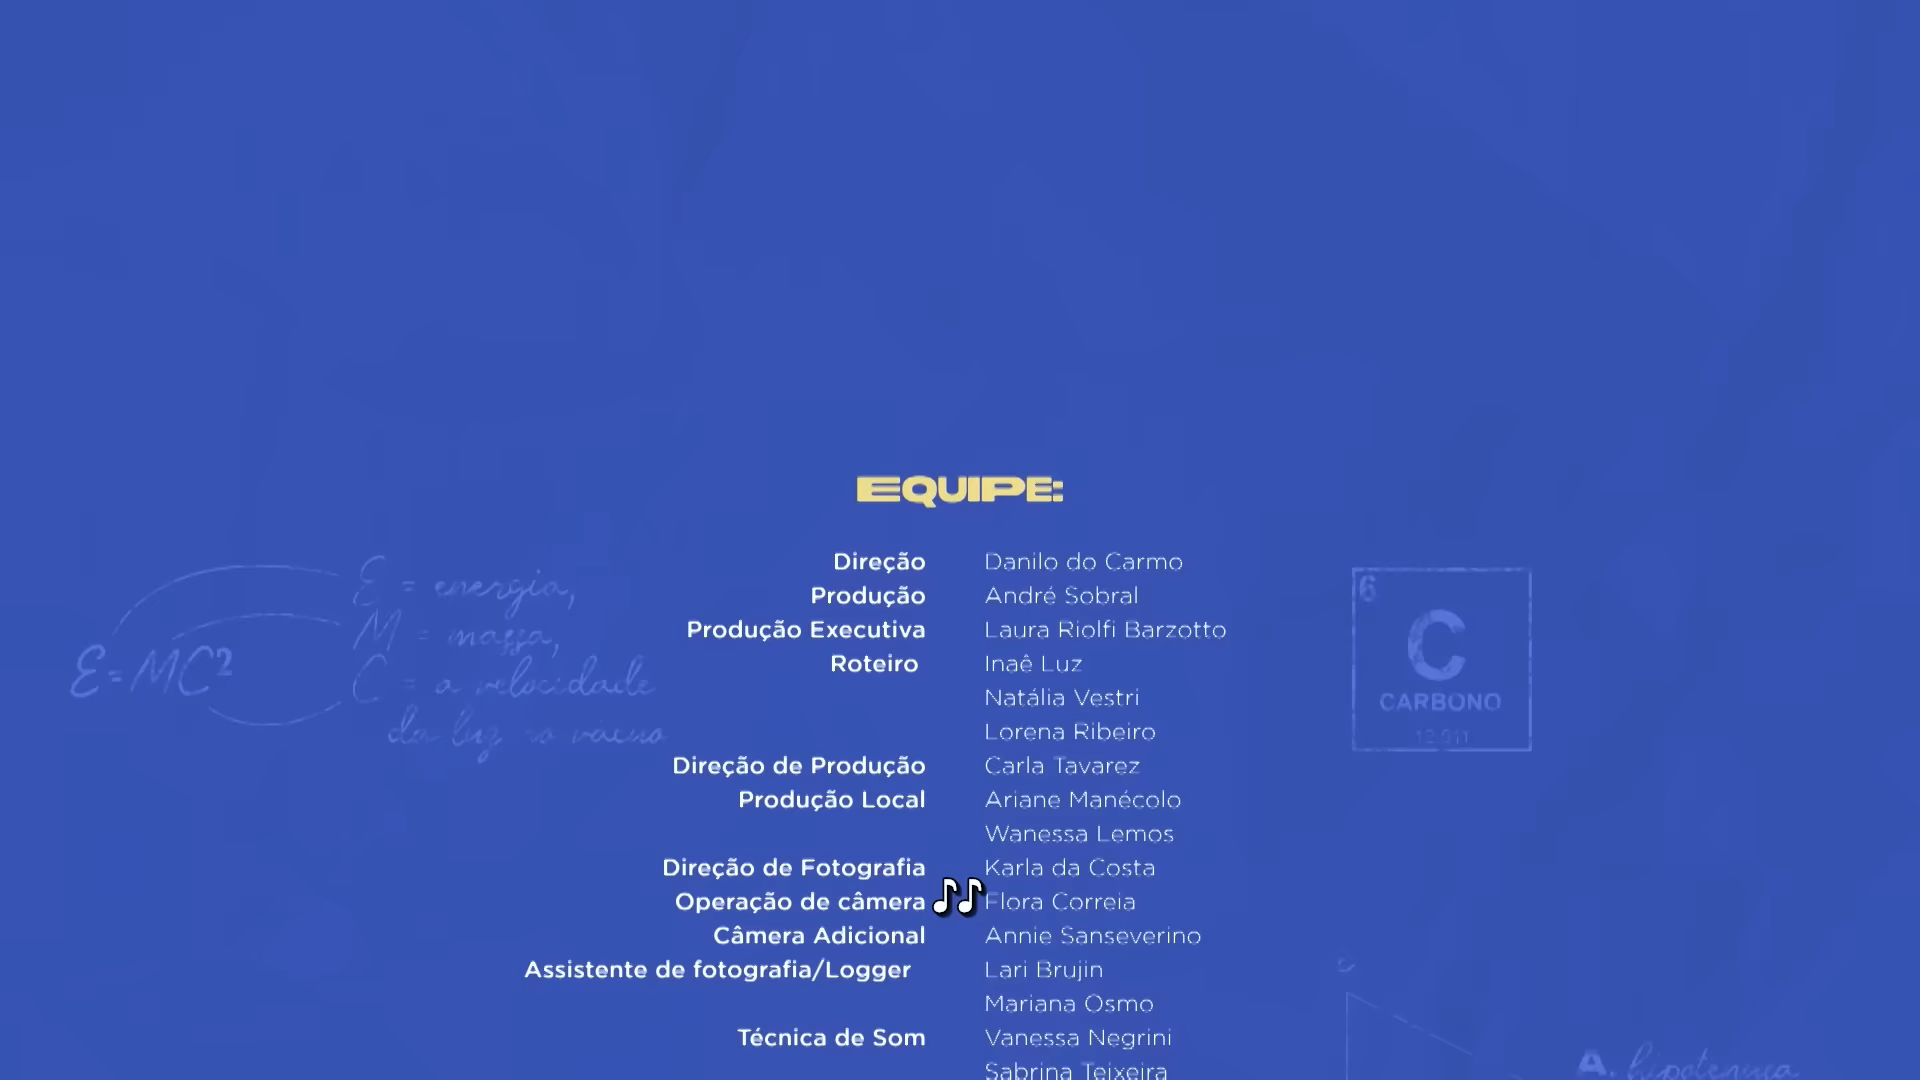 EQUIPE:
Direção Danilo do Carmo
Produção André Sobral
Produção Executiva Laura Riolfi Barzotto
Roteiro Inaê Luz
Natália Vestri
Lorena Ribeiro
Direção de Produção Carla Tavarez
Produção Local Ariane Manécolo
Wanessa Lemos
Direção de Fotografia Karla da Costa
Operação de câmera Flora Correia
Câmera Adicional Annie Sanseverino
Assistente de fotografia/Logger Lari Brujin
Mariana Osmo
Técnica de Som Vanessa Negrini
Sabrina Teixeira
E=MC²
E = energia,
M = massa,
C = a velocidade
da luz no vácuo
6
C
CARBONO
12.011
c
A. hipotenusa